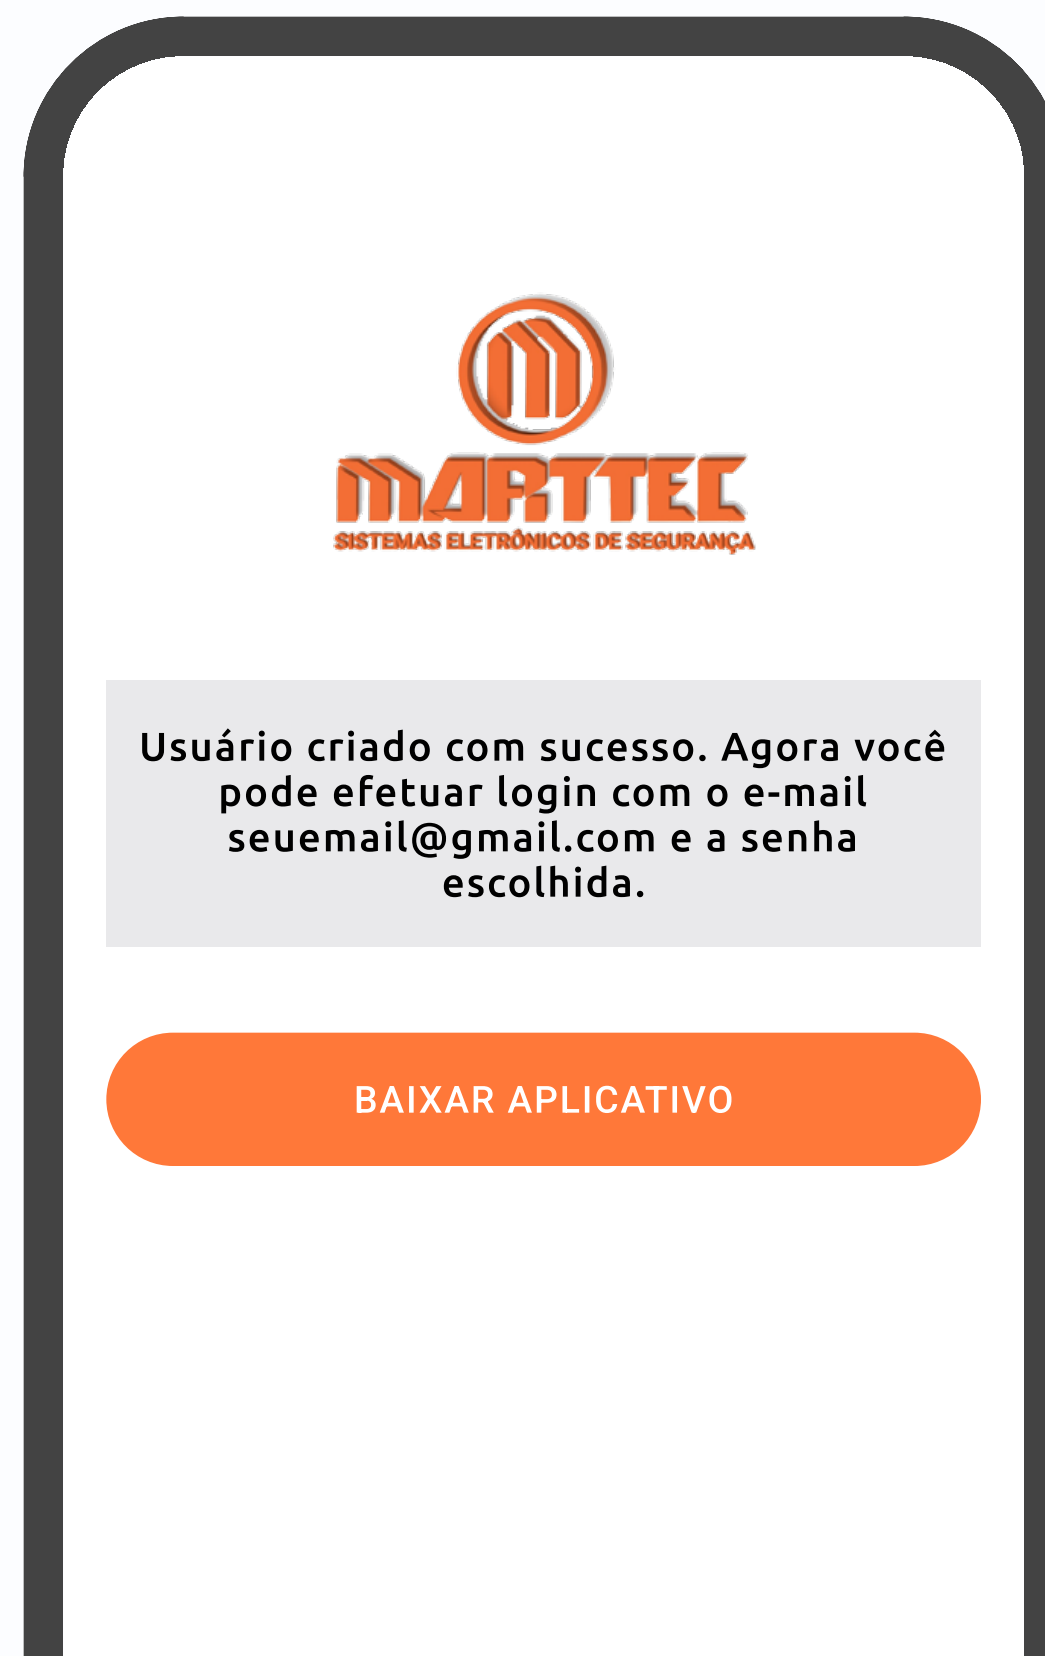 MARTTEC
SISTEMAS ELETRÔNICOS DE SEGURANÇA
Usuário criado com sucesso. Agora você
pode efetuar login com o e-mail
seuemail@gmail.com e a senha
escolhida.
BAIXAR APLICATIVO